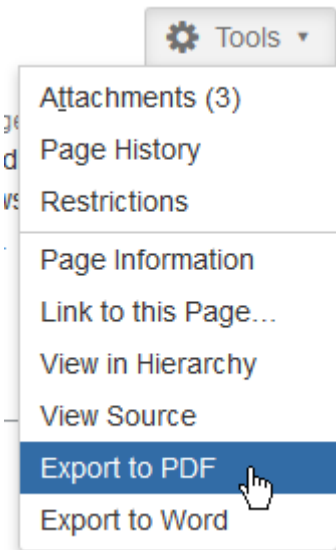 Tools
Attachments (3)
Page History
Restrictions
Page Information
Link to this Page...
View in Hierarchy
View Source
Export to PDF
Export to Word